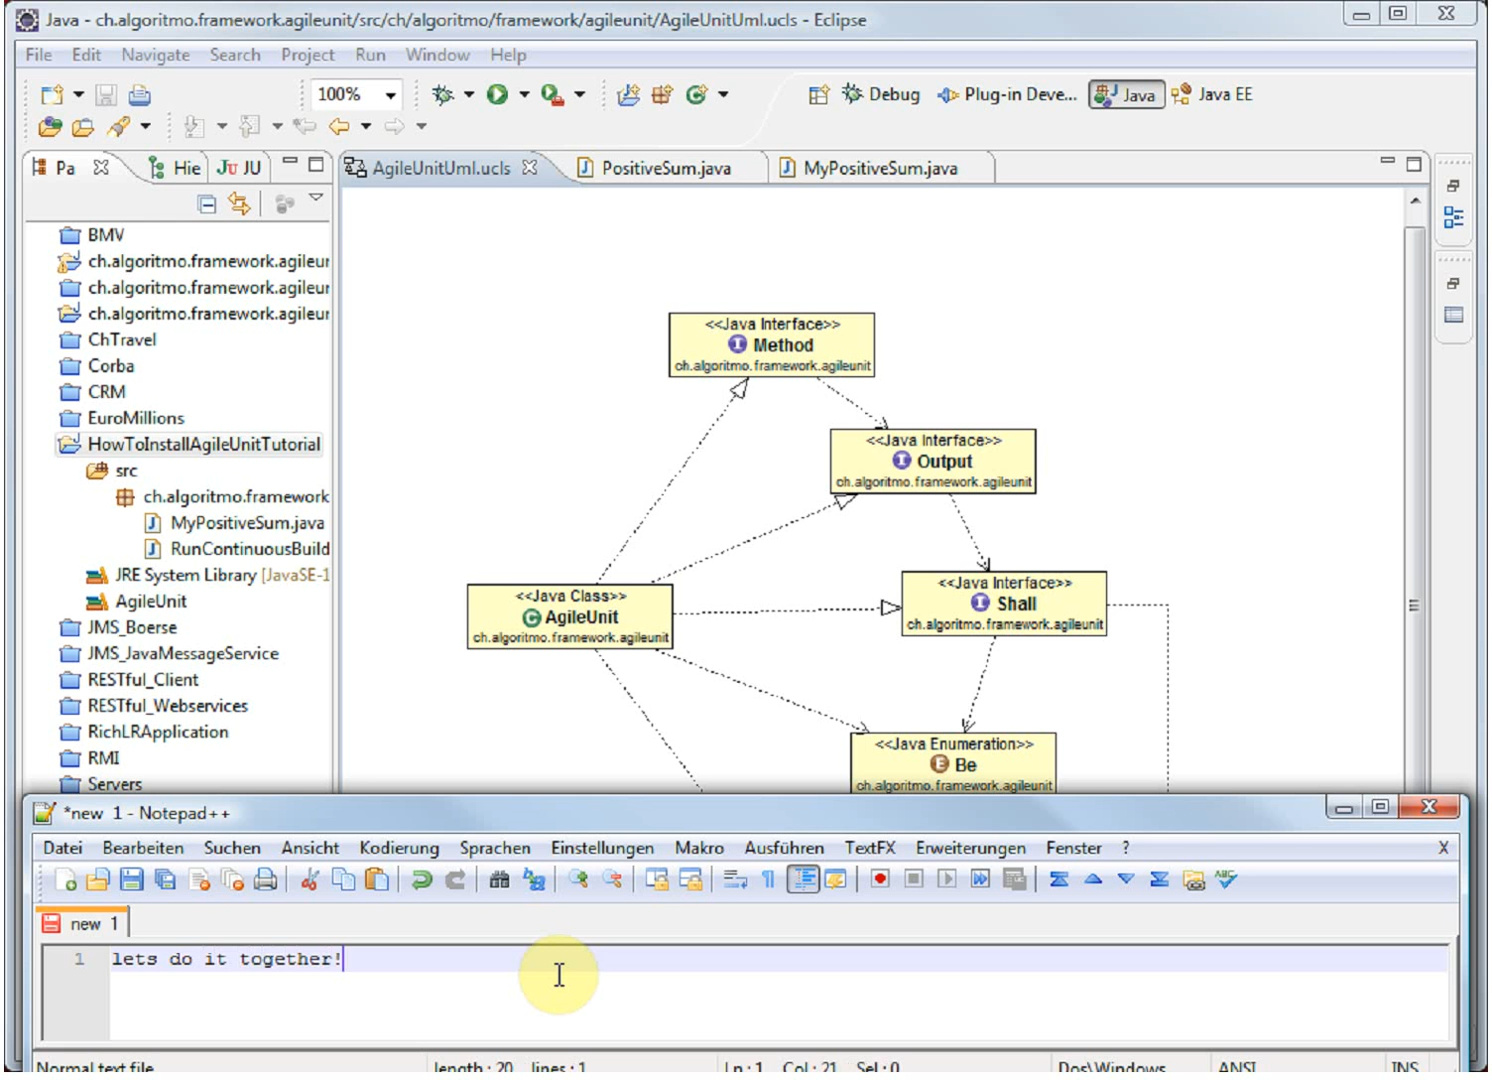 Java - ch.algoritmo.framework.agileunit/src/ch/algoritmo/framework/agileunit/AgileUnitUml.ucls - Eclipse
File Edit Navigate Search Project Run Window Help
100% Debug Plug-in Deve... Java Java EE
Pa Hie JU JU AgileUnitUml.ucls PositiveSum.java MyPositiveSum.java
BMV
ch.algoritmo.framework.agileur
ch.algoritmo.framework.agileur
ch.algoritmo.framework.agileur
ChTravel
Corba
CRM
EuroMillions
HowToInstallAgileUnitTutorial
src
ch.algoritmo.framework
MyPositiveSum.java
RunContinuousBuild
JRE System Library [JavaSE-1
AgileUnit
JMS_Boerse
JMS_JavaMessageService
RESTful_Client
RESTful_Webservices
RichLRApplication
RMI
Servers
<<Java Interface>>
I Method
ch.algoritmo.framework.agileunit
<<Java Interface>>
I Output
ch.algoritmo.framework.agileunit
<<Java Class>>
C AgileUnit
ch.algoritmo.framework.agileunit
<<Java Interface>>
I Shall
ch.algoritmo.framework.agileunit
<<Java Enumeration>>
E Be
ch.algoritmo.framework.agileunit
*new 1 - Notepad++
Datei Bearbeiten Suchen Ansicht Kodierung Sprachen Einstellungen Makro Ausführen TextFX Erweiterungen Fenster ? X
new 1
1 lets do it together!
Normal text file length : 20 lines : 1 Ln : 1 Col : 21 Sel : 0 Dos\Windows ANSI INS